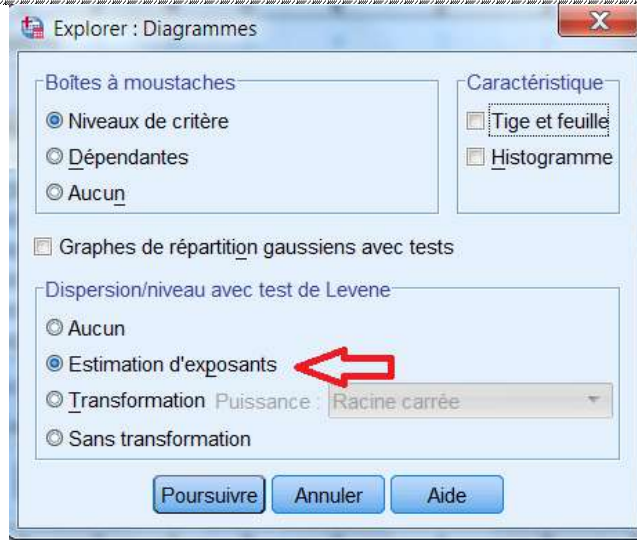 Explorer : Diagrammes
X
Boîtes à moustaches
Niveaux de critère
Dépendantes
Aucun
Caractéristique
Tige et feuille
Histogramme
Graphes de répartition gaussiens avec tests
Dispersion/niveau avec test de Levene
Aucun
Estimation d'exposants
Transformation Puissance : Racine carrée
Sans transformation
Poursuivre Annuler Aide